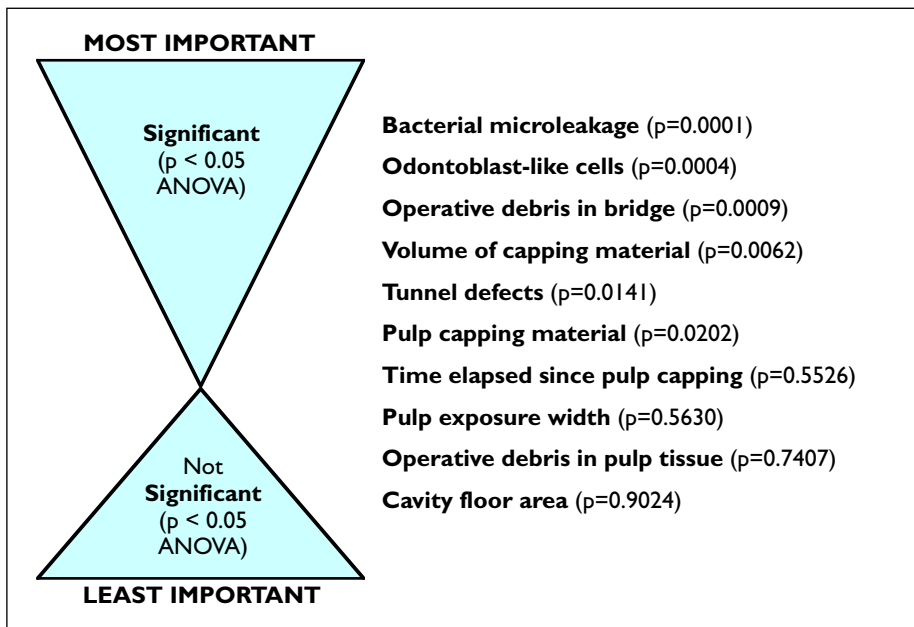 MOST IMPORTANT
Significant
(p < 0.05
ANOVA)
Bacterial microleakage (p=0.0001)
Odontoblast-like cells (p=0.0004)
Operative debris in bridge (p=0.0009)
Volume of capping material (p=0.0062)
Tunnel defects (p=0.0141)
Pulp capping material (p=0.0202)
Time elapsed since pulp capping (p=0.5526)
Pulp exposure width (p=0.5630)
Operative debris in pulp tissue (p=0.7407)
Cavity floor area (p=0.9024)
Not
Significant
(p < 0.05
ANOVA)
LEAST IMPORTANT